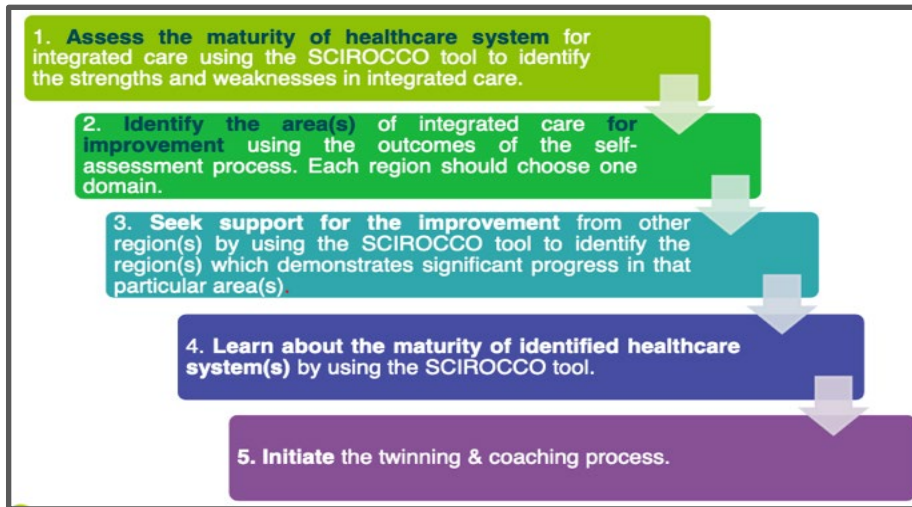 1. Assess the maturity of healthcare system for
integrated care using the SCIROCCO tool to identify
the strengths and weaknesses in integrated care.
2. Identify the area(s) of integrated care for
improvement using the outcomes of the self-
assessment process. Each region should choose one
domain.
3. Seek support for the improvement from other
region(s) by using the SCIROCCO tool to identify the
region(s) which demonstrates significant progress in that
particular area(s).
4. Learn about the maturity of identified healthcare
system(s) by using the SCIROCCO tool.
5. Initiate the twinning & coaching process.